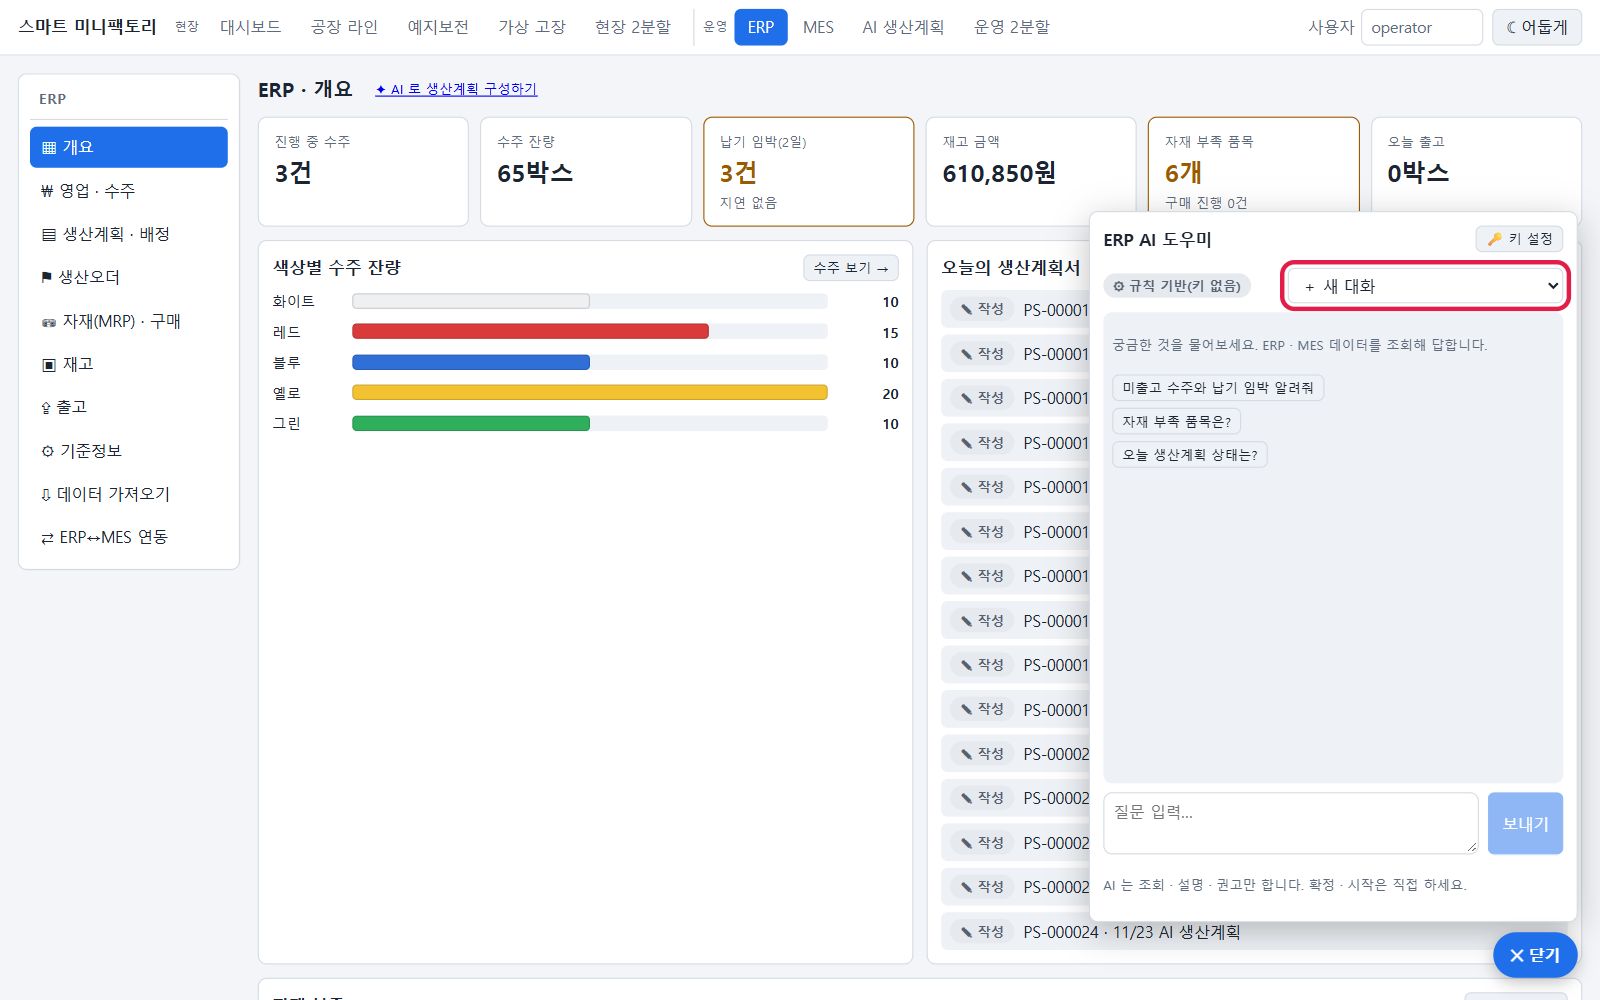 스마트 미니팩토리
현장
대시보드
공장 라인
예지보전
가상 고장
현장 2분할
운영
ERP
MES
AI 생산계획
운영 2분할
사용자
operator
☾ 어둡게
ERP
▦ 개요
₩ 영업 · 수주
▤ 생산계획 · 배정
⚑ 생산오더
자재(MRP) · 구매
▣ 재고
⇪ 출고
⚙ 기준정보
⇩ 데이터 가져오기
⇄ ERP↔MES 연동
ERP · 개요
✦ AI 로 생산계획 구성하기
진행 중 수주
3건
수주 잔량
65박스
납기 임박(2일)
3건
지연 없음
재고 금액
610,850원
자재 부족 품목
6개
구매 진행 0건
오늘 출고
0박스
색상별 수주 잔량
수주 보기 →
화이트 10
레드 15
블루 10
옐로 20
그린 10
오늘의 생산계획서
✎ 작성 PS-00001
✎ 작성 PS-00001
✎ 작성 PS-00001
✎ 작성 PS-00001
✎ 작성 PS-00001
✎ 작성 PS-00001
✎ 작성 PS-00001
✎ 작성 PS-00001
✎ 작성 PS-00001
✎ 작성 PS-00001
✎ 작성 PS-00002
✎ 작성 PS-00002
✎ 작성 PS-00002
✎ 작성 PS-00002
✎ 작성 PS-000024 · 11/23 AI 생산계획
ERP AI 도우미
🔑 키 설정
⚙ 규칙 기반(키 없음)
+ 새 대화
궁금한 것을 물어보세요. ERP · MES 데이터를 조회해 답합니다.
미출고 수주와 납기 임박 알려줘
자재 부족 품목은?
오늘 생산계획 상태는?
질문 입력...
보내기
AI 는 조회 · 설명 · 권고만 합니다. 확정 · 시작은 직접 하세요.
✕ 닫기